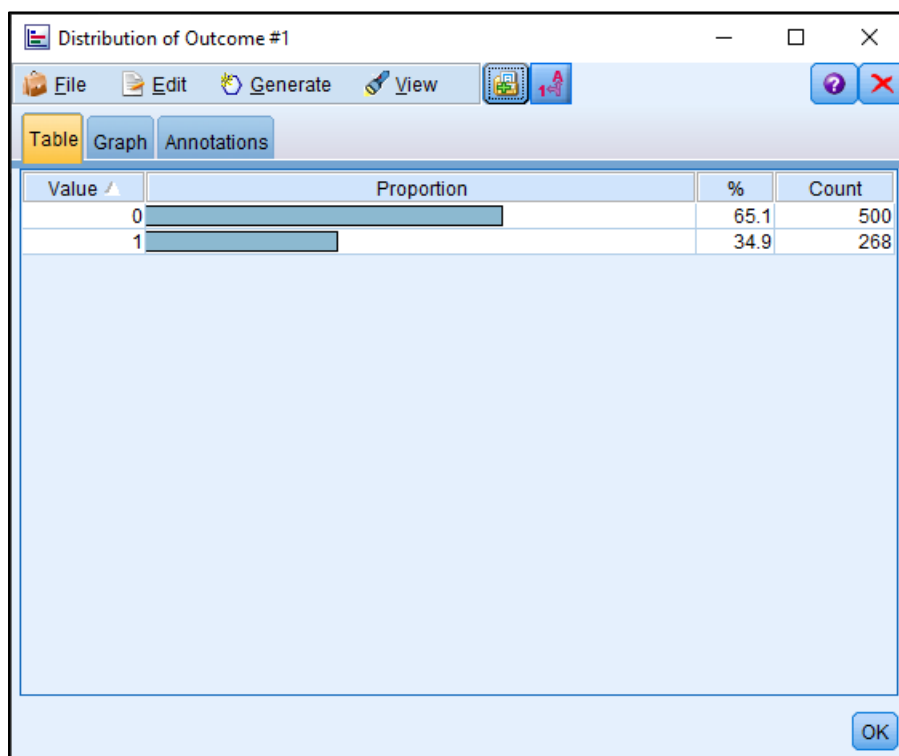 Distribution of Outcome #1
File Edit Generate View
Table Graph Annotations
Value Proportion % Count
0 65.1 500
1 34.9 268
OK